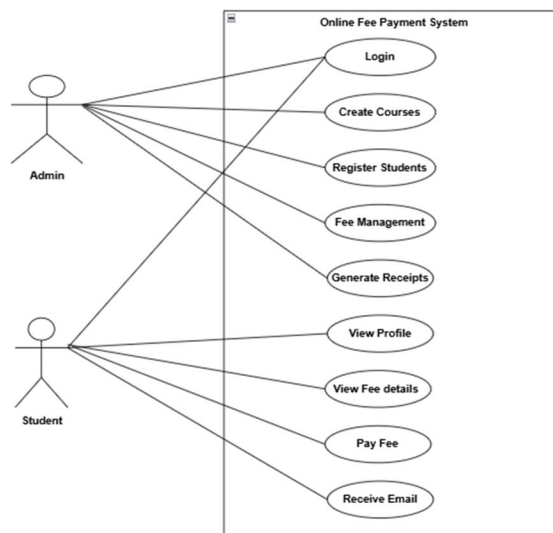 Online Fee Payment System
Login
Create Courses
Admin
Register Students
Fee Management
Generate Receipts
View Profile
View Fee details
Student
Pay Fee
Receive Email